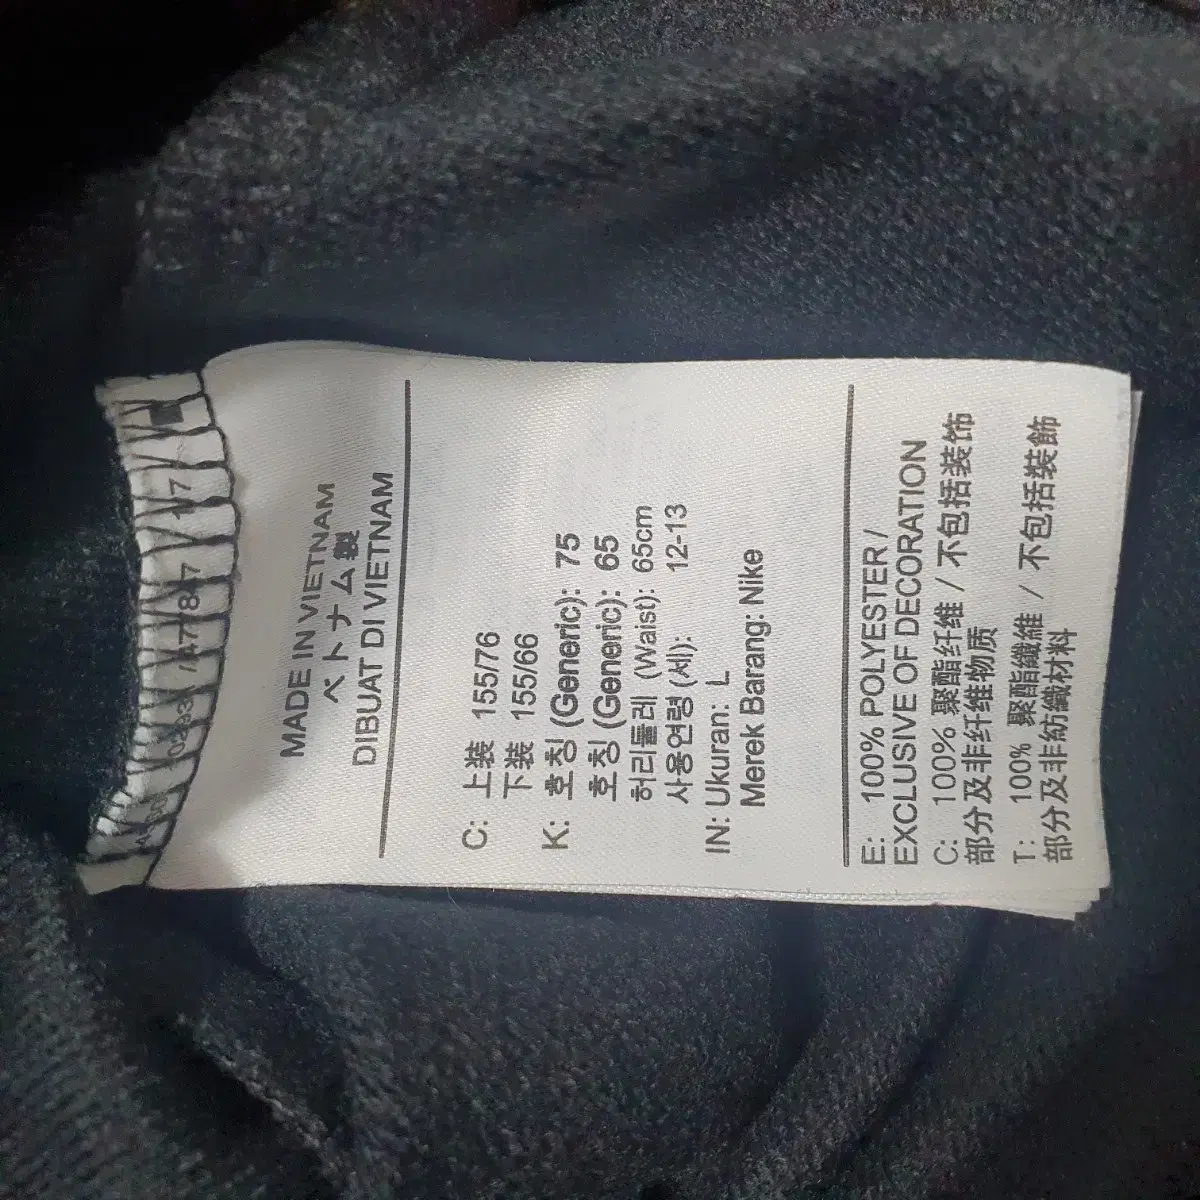 MADE IN VIETNAM
ベトナム製
DIBUAT DI VIETNAM
C: 上装 155/76
下装 155/66
K: 호칭 (Generic): 75
호칭 (Generic): 65
허리둘레 (Waist): 65cm
사용연령 (세): 12-13
IN: Ukuran: L
Merek Barang: Nike
E: 100% POLYESTER /
EXCLUSIVE OF DECORATION
C: 100% 聚酯纤维 / 不包括装饰
部分及非纤维物质
T: 100% 聚酯纖維 / 不包括裝飾
部分及非紡織材料